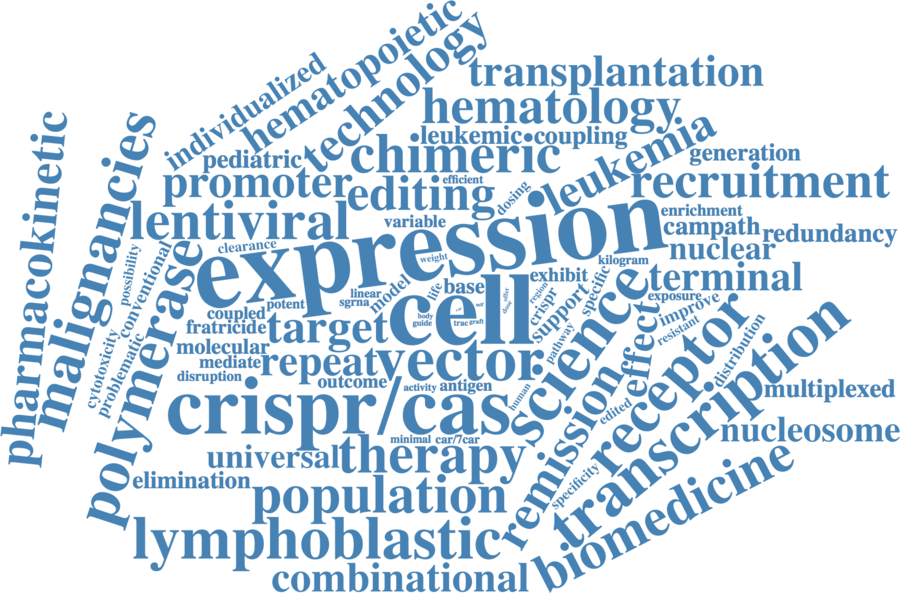 hematopoietic
technology
individualized
transplantation
hematology
leukemic
coupling
leukemia
pediatric
chimeric
generation
efficient
promoter
editing
dosing
recruitment
pharmacokinetic
malignancies
lentiviral
variable
expression
enrichment
campath
redundancy
clearance
nuclear
polymerase
possibility
conventional
weight
kilogram
terminal
cell
model
life
base
exhibit
specific
science
linear
sgrna
potent
coupled
fratricide
target
body
guide
trac
graft
dose
after
region
crispr
support
exposure
improve
resistant
effect
receptor
distribution
transcription
cytotoxicity
problematic
molecular
mediate
disruption
repeat
vector
pathway
outcome
activity
antigen
human
crispr/cas
remission
edited
multiplexed
nucleosome
minimal
car/7car
universal
therapy
elimination
population
specificity
biomedicine
lymphoblastic
combinational